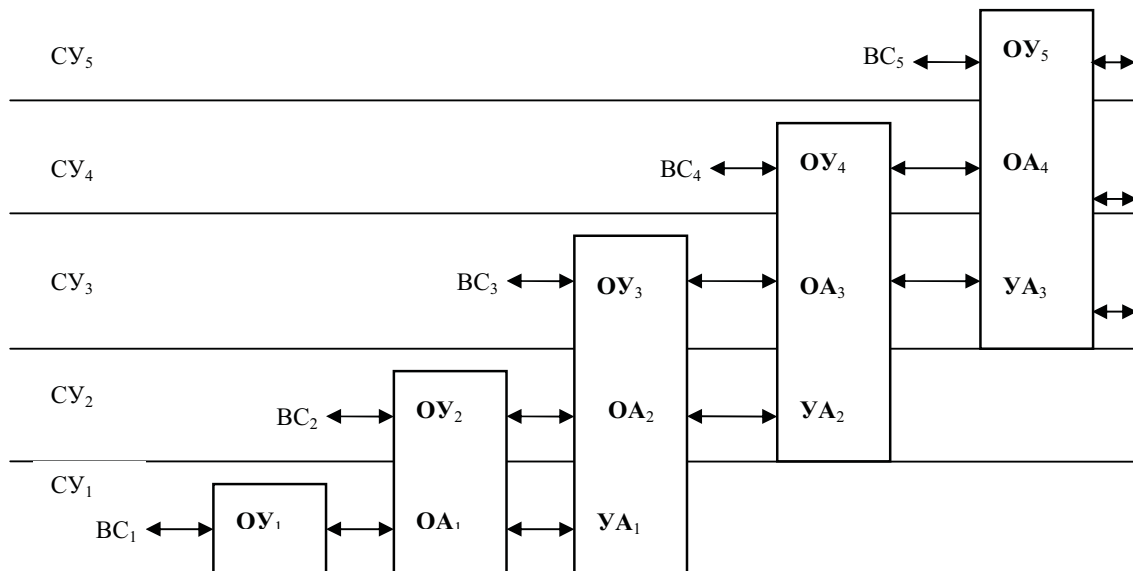 СУ₅ ВС₅ ОУ₅
СУ₄ ВС₄ ОУ₄ ОА₄
СУ₃ ВС₃ ОУ₃ ОА₃ УА₃
СУ₂ ВС₂ ОУ₂ ОА₂ УА₂
СУ₁
ВС₁ ОУ₁ ОА₁ УА₁